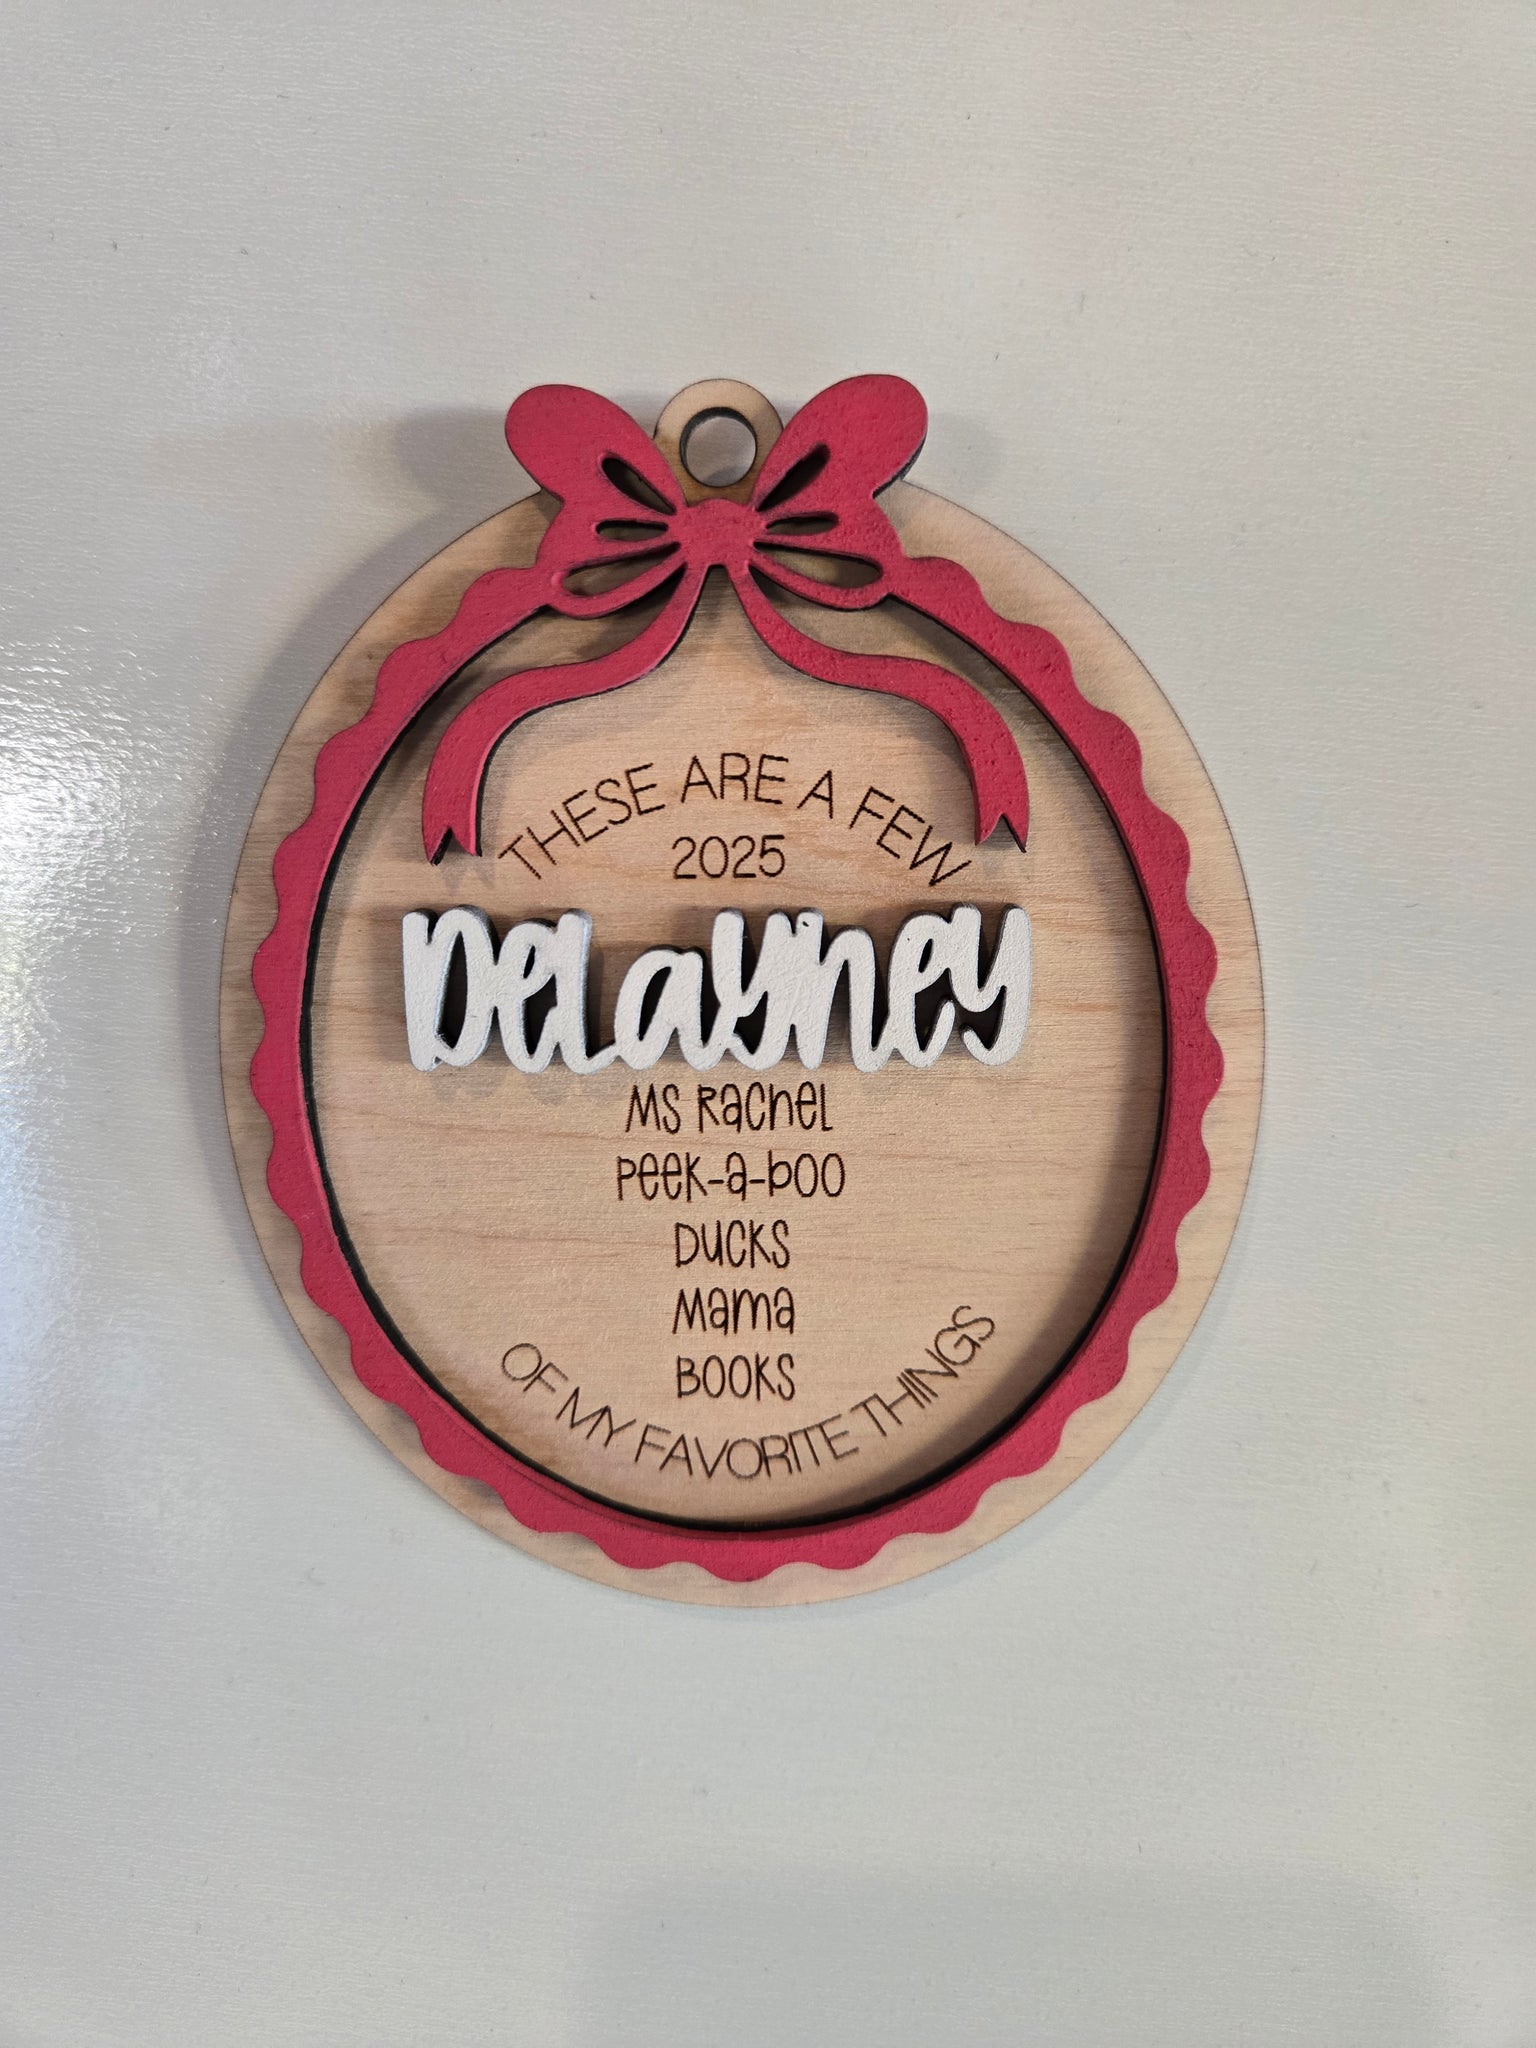 THESE ARE A FEW
2025
Delayney
Ms Rachel
Peek-a-boo
Ducks
Mama
Books
OF MY FAVORITE THINGS